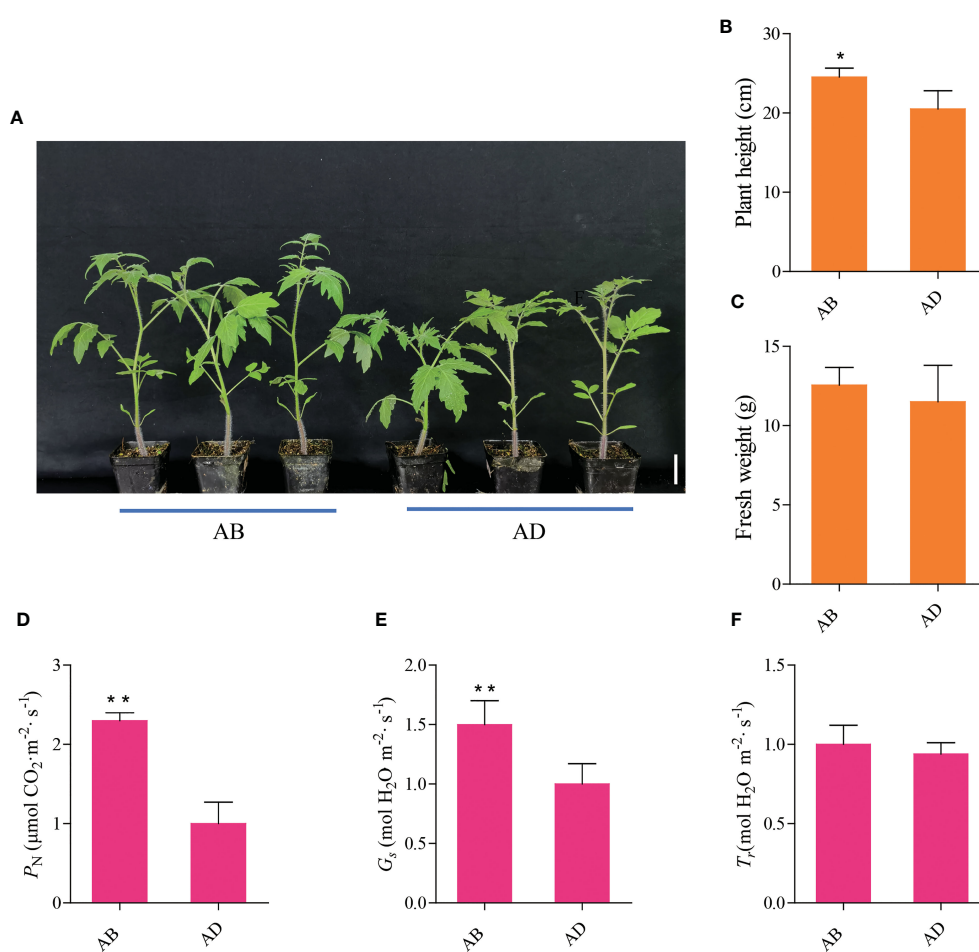 A
AB
AD
F
B
Plant height (cm)
30
20
10
0
*
AB
AD
C
Fresh weight (g)
15
10
5
0
AB
AD
D
P_N (μmol CO₂·m⁻²· s⁻¹)
3
2
1
0
**
AB
AD
E
G_s (mol H₂O m⁻²· s⁻¹)
2.0
1.5
1.0
0.5
0.0
**
AB
AD
F
T_r(mol H₂O m⁻²· s⁻¹)
1.5
1.0
0.5
0.0
AB
AD